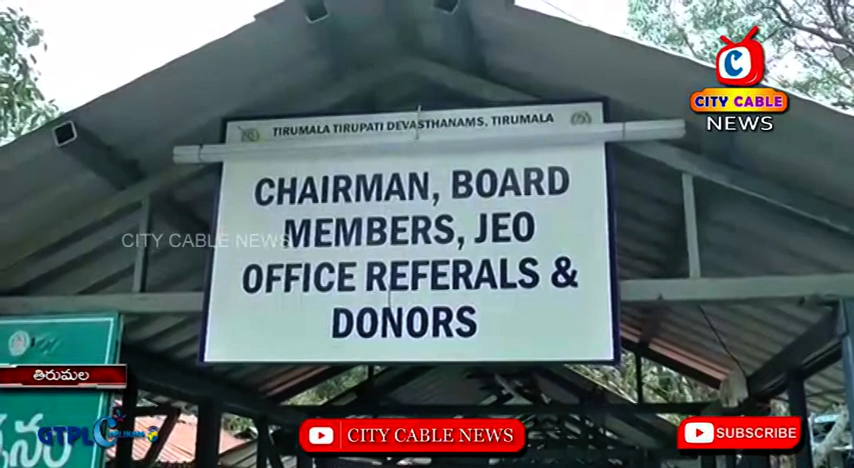 C
CITY CABLE
NEWS
TIRUMALA TIRUPATI DEVASTHANAMS, TIRUMALA
CHAIRMAN, BOARD
MEMBERS, JEO
OFFICE REFERRALS &
DONORS
CITY CABLE NEWS
తిరుమల
GTPL
CITY CABLE NEWS
SUBSCRIBE